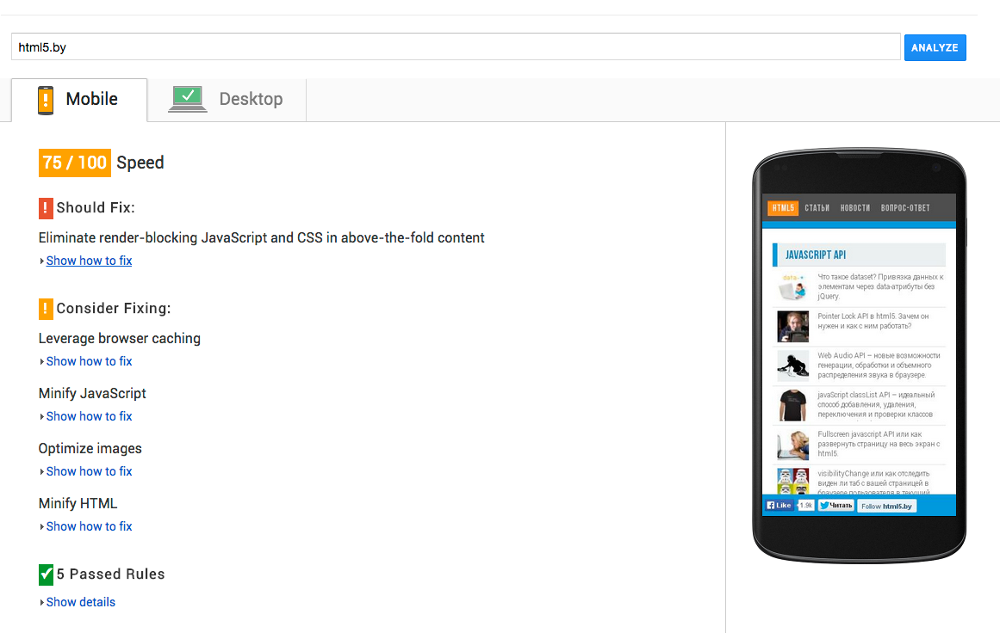 html5.by
ANALYZE
Mobile
Desktop
75 / 100 Speed
! Should Fix:
Eliminate render-blocking JavaScript and CSS in above-the-fold content
Show how to fix
! Consider Fixing:
Leverage browser caching
Show how to fix
Minify JavaScript
Show how to fix
Optimize images
Show how to fix
Minify HTML
Show how to fix
5 Passed Rules
Show details
HTML5 СТАТЬИ НОВОСТИ ВОПРОС-ОТВЕТ
JAVASCRIPT API
data-*
Что такое dataset? Привязка данных к
элементам через data-атрибуты без
jQuery.
Pointer Lock API в html5. Зачем он
нужен и как с ним работать?
Web Audio API – новые возможности
генерации, обработки и объемного
распределения звука в браузере.
javaScript classList API – идеальный
способ добавления, удаления,
переключения и проверки классов
Fullscreen javascript API или как
развернуть страницу на весь экран с
html5.
visibilityChange или как отследить
виден ли таб с вашей страницей в
браузере пользователя в текущий
Like 1.9k Читать Follow html5.by